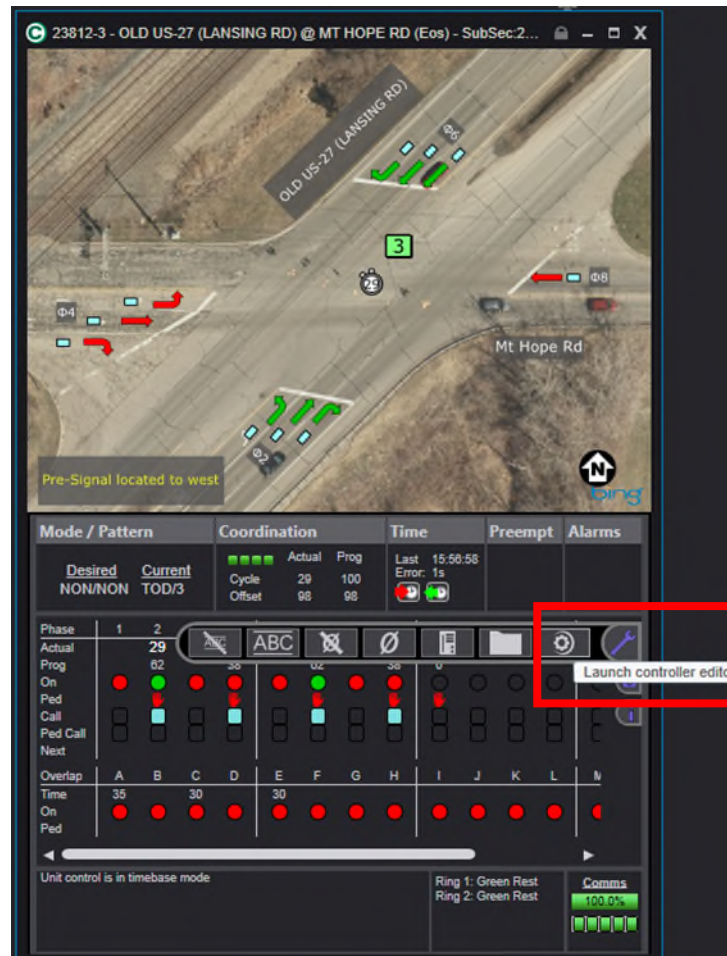 23812-3 - OLD US-27 (LANSING RD) @ MT HOPE RD (Eos) - SubSec:2...
OLD US-27 (LANSING RD)
Φ6
3
29
Φ8
Φ4
Mt Hope Rd
Φ2
Pre-Signal located to west
N
bing
Mode / Pattern Coordination Time Preempt Alarms
Desired Current Actual Prog Last 15:56:58
NON/NON TOD/3 Cycle 29 100 Error: 1s
Offset 98 98
Phase 1 2
Actual 29 ABC ABC Ø
Prog 62 38 62 38 0
On Launch controller edito
Ped
Call
Ped Call
Next
Overlap A B C D E F G H I J K L M
Time 35 30 30
On
Ped
Unit control is in timebase mode
Ring 1: Green Rest
Ring 2: Green Rest
Comms
100.0%